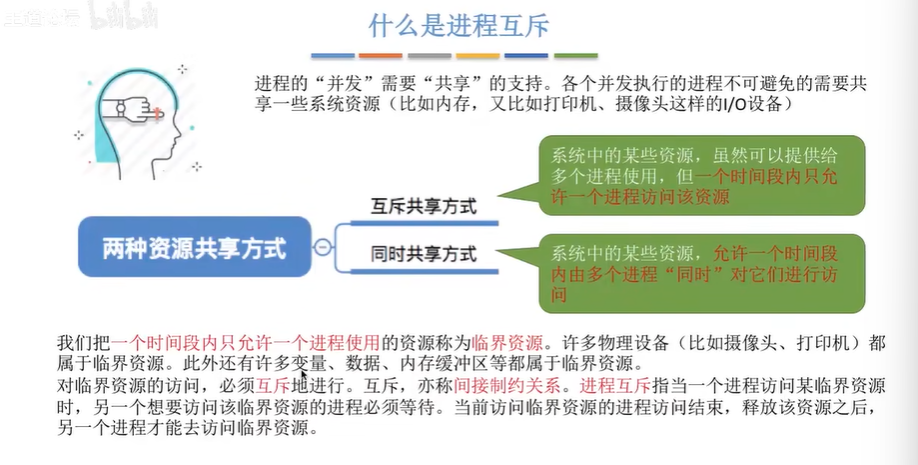 什么是进程互斥
进程的“并发”需要“共享”的支持。各个并发执行的进程不可避免的需要共
享一些系统资源（比如内存，又比如打印机、摄像头这样的I/O设备）
系统中的某些资源，虽然可以提供给
多个进程使用，但一个时间段内只允
许一个进程访问该资源
互斥共享方式
两种资源共享方式
同时共享方式
系统中的某些资源，允许一个时间段
内由多个进程“同时”对它们进行访
问
我们把一个时间段内只允许一个进程使用的资源称为临界资源。许多物理设备（比如摄像头、打印机）都
属于临界资源。此外还有许多变量、数据、内存缓冲区等都属于临界资源。
对临界资源的访问，必须互斥地进行。互斥，亦称间接制约关系。进程互斥指当一个进程访问某临界资源
时，另一个想要访问该临界资源的进程必须等待。当前访问临界资源的进程访问结束，释放该资源之后，
另一个进程才能去访问临界资源。